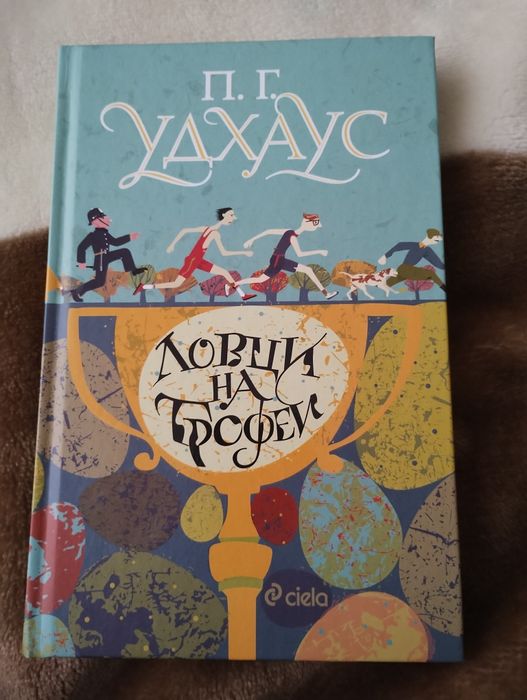 П. Г.
УДХАУС
ЛОВЦИ
НА
ТРОФЕИ
ciela